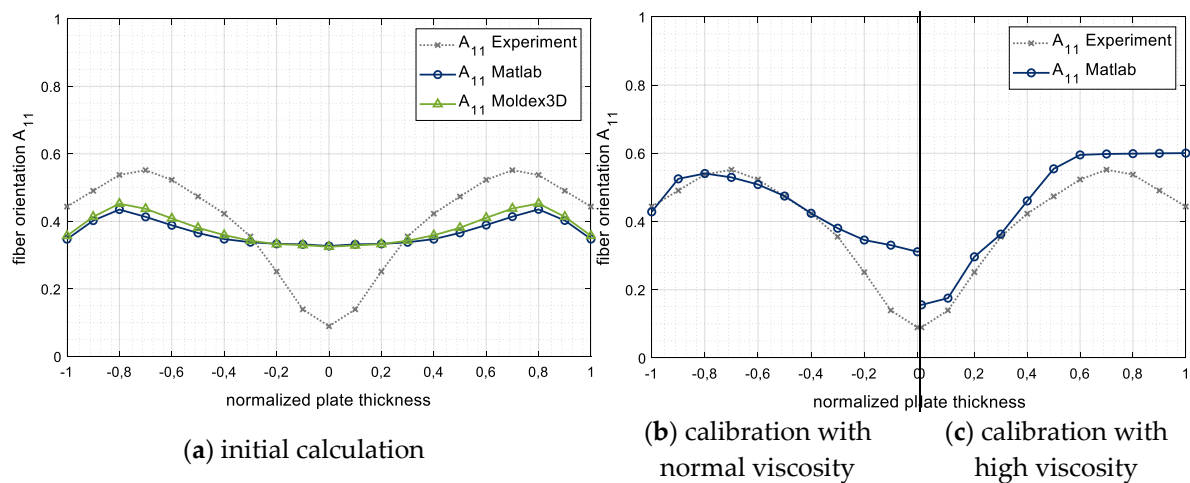 1
0.8
0.6
0.4
0.2
0
fiber orientation A11
-1 -0,8 -0,6 -0,4 -0,2 0 0,2 0,4 0,6 0,8 1
normalized plate thickness
A11 Experiment
A11 Matlab
A11 Moldex3D
(a) initial calculation
1
0.8
0.6
0.4
0.2
0
fiber orientation A11
-1 -0,8 -0,6 -0,4 -0,2 0 0,2 0,4 0,6 0,8 1
normalized pllate thickness
A11 Experiment
A11 Matlab
(b) calibration with
normal viscosity
(c) calibration with
high viscosity